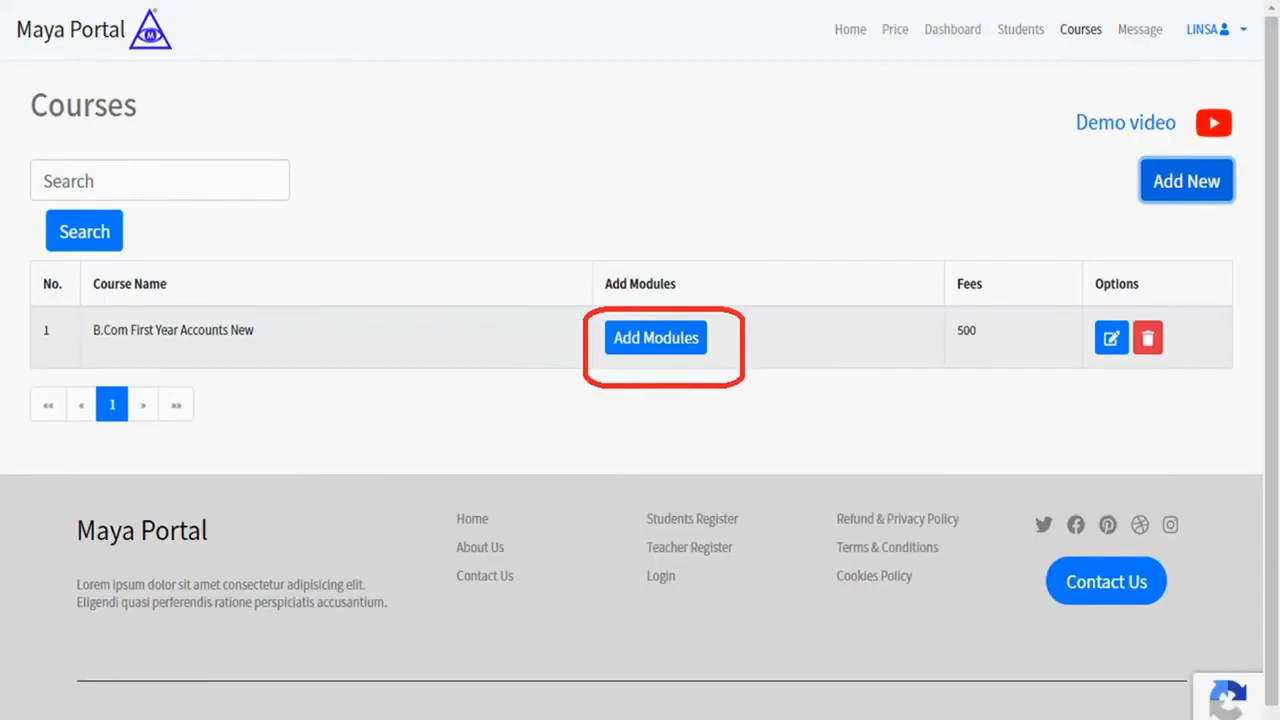 Maya Portal
M
Home Price Dashboard Students Courses Message LINSA
Courses
Demo video
Search
Add New
Search
No. Course Name Add Modules Fees Options
1 B.Com First Year Accounts New Add Modules 500
«« « 1 » »»
Maya Portal
Lorem ipsum dolor sit amet consectetur adipisicing elit.
Eligendi quasi perferendis ratione perspiciatis accusantium.
Home
About Us
Contact Us
Students Register
Teacher Register
Login
Refund & Privacy Policy
Terms & Conditions
Cookies Policy
Contact Us